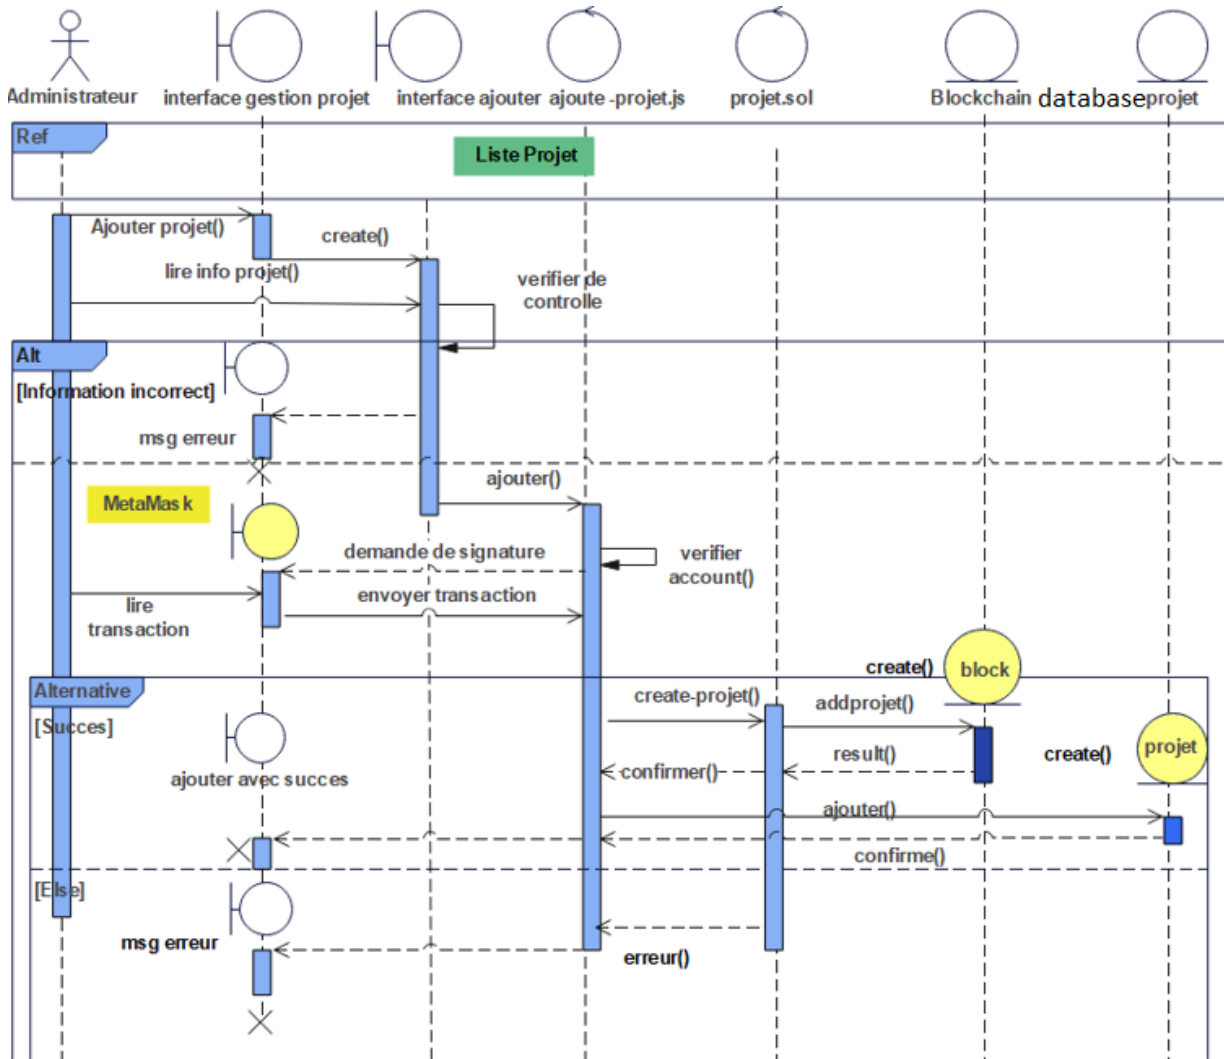 Administrateur
interface gestion projet
interface ajouter
ajoute -projet.js
projet.sol
Blockchain
databaseprojet
Ref
Liste Projet
Ajouter projet()
create()
lire info projet()
verifier de
controlle
Alt
[Information incorrect]
msg erreur
ajouter()
MetaMask
demande de signature
verifier
account()
lire
transaction
envoyer transaction
create()
block
Alternative
[Succes]
create-projet()
addprojet()
ajouter avec succes
confirmer()
result()
create()
projet
ajouter()
confirme()
[Else]
msg erreur
erreur()